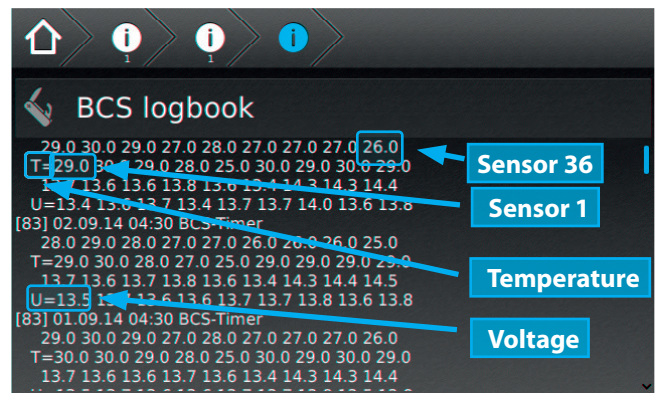 i i i
1 1
BCS logbook
29.0 30.0 29.0 27.0 28.0 27.0 27.0 27.0 26.0
Sensor 36
T=29.0 30.0 29.0 28.0 25.0 30.0 29.0 30.0 29.0
13.6 13.6 13.8 13.6 13.4 14.3 14.3 14.4
Sensor 1
U=13.4 13.6 13.7 13.4 13.7 13.7 14.0 13.6 13.8
[83] 02.09.14 04:30 BCS-Timer
28.0 29.0 28.0 27.0 27.0 26.0 26.0 26.0 25.0
T=29.0 30.0 29.0 28.0 25.0 29.0 29.0 29.0 29.0
Temperature
13.7 13.6 13.7 13.8 13.6 13.4 14.3 14.4 14.5
U=13.5 13.6 13.6 13.7 13.7 13.8 13.6 13.8
[83] 01.09.14 04:30 BCS-Timer
29.0 30.0 29.0 27.0 28.0 27.0 27.0 27.0 26.0
Voltage
T=30.0 30.0 29.0 28.0 25.0 30.0 29.0 30.0 29.0
13.7 13.6 13.6 13.7 13.6 13.4 14.3 14.3 14.4